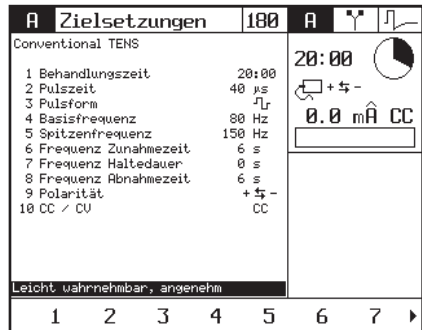 A Zielsetzungen 180 A
Conventional TENS
20:00
1 Behandlungszeit 20:00
2 Pulszeit 40 µs
3 Pulsform
+ ⇆ -
4 Basisfrequenz 80 Hz
0.0 mÂ CC
5 Spitzenfrequenz 150 Hz
6 Frequenz Zunahmezeit 6 s
7 Frequenz Haltedauer 0 s
8 Frequenz Abnahmezeit 6 s
9 Polarität + ⇆ -
10 CC / CV CC
Leicht wahrnehmbar, angenehm
1 2 3 4 5 6 7